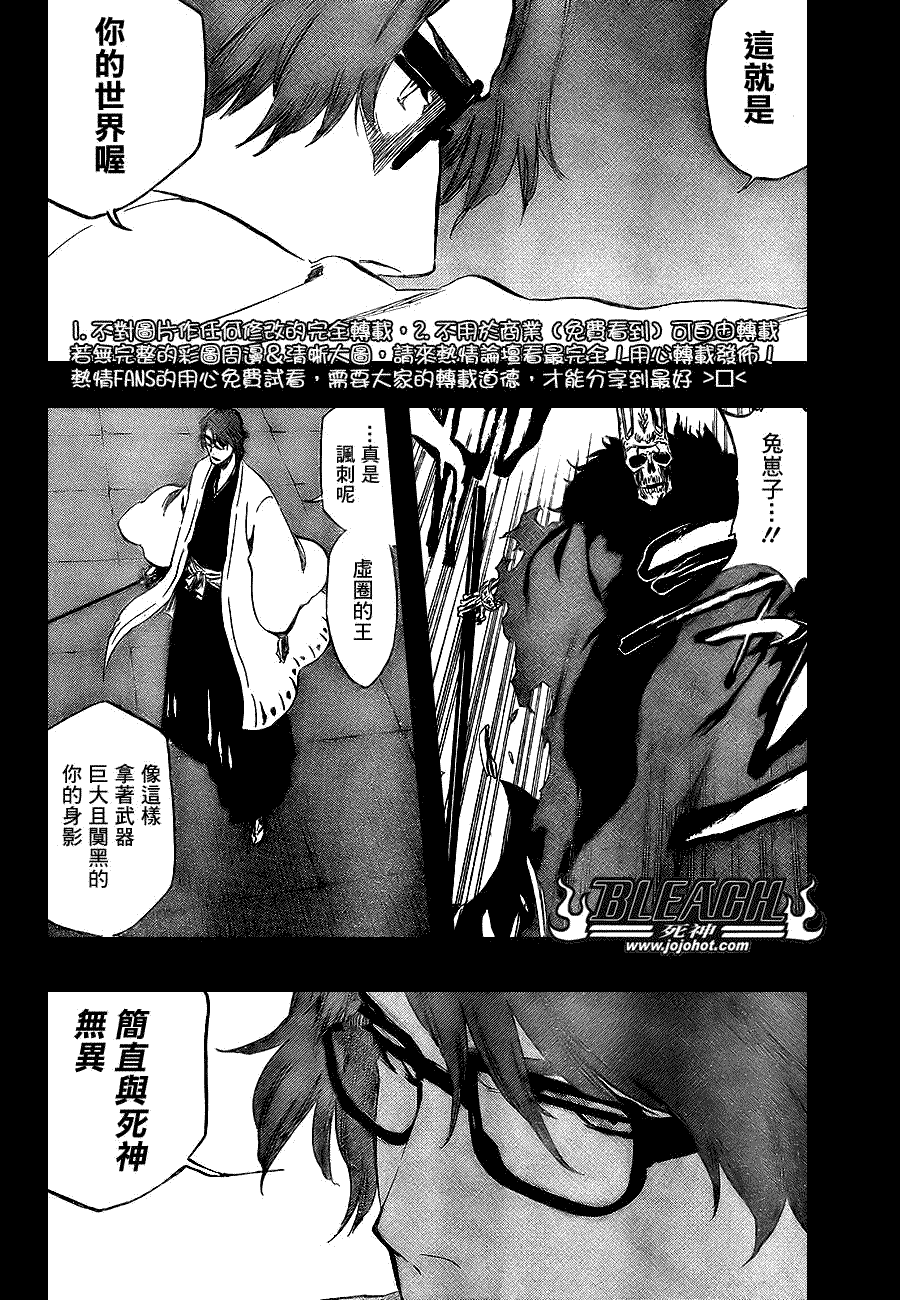 這就是
你的世界喔
1. 不對圖片作任何修改的完全轉載，2. 不用於商業（免費看到）可自由轉載
若無完整的彩圖周邊&清晰大圖，請來熱情論壇看最完全！用心轉載發佈！
熱情FANS的用心免費試看，需要大家的轉載道德，才能分享到最好 >□<
兔崽子…!!
…真是
諷刺呢
虛圈的王
像這樣
拿著武器
巨大且闃黑的
你的身影
BLEACH
死神
www.jojohot.com
簡直與死神
無異